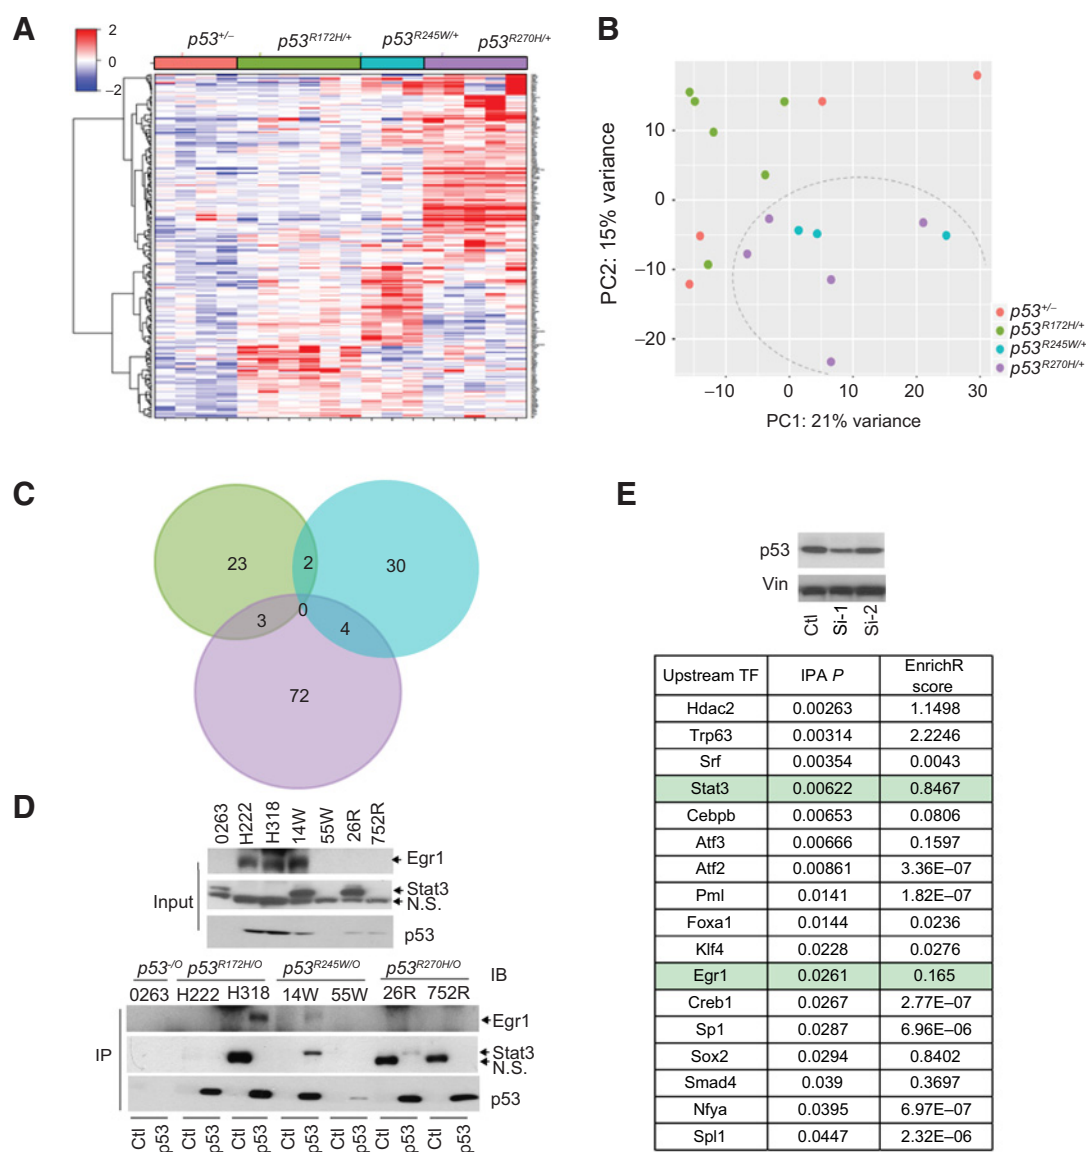 A
2
0
−2
p53+/−
p53R172H/+
p53R245W/+
p53R270H/+
B
PC2: 15% variance
10
0
−10
−20
−10
0
10
20
30
PC1: 21% variance
p53+/−
p53R172H/+
p53R245W/+
p53R270H/+
C
23
2
30
0
3
4
72
D
0263
H222
H318
14W
55W
26R
752R
Input
Egr1
Stat3
N.S.
p53
p53-/O p53R172H/O p53R245W/O p53R270H/O IB
0263 H222 H318 14W 55W 26R 752R
IP
Egr1
Stat3
N.S.
p53
Ctl p53 Ctl p53 Ctl p53 Ctl p53 Ctl p53 Ctl p53 Ctl p53
E
p53
Vin
Ctl Si-1 Si-2
Upstream TF IPA P EnrichR score
Hdac2 0.00263 1.1498
Trp63 0.00314 2.2246
Srf 0.00354 0.0043
Stat3 0.00622 0.8467
Cebpb 0.00653 0.0806
Atf3 0.00666 0.1597
Atf2 0.00861 3.36E−07
Pml 0.0141 1.82E−07
Foxa1 0.0144 0.0236
Klf4 0.0228 0.0276
Egr1 0.0261 0.165
Creb1 0.0267 2.77E−07
Sp1 0.0287 6.96E−06
Sox2 0.0294 0.8402
Smad4 0.039 0.3697
Nfya 0.0395 6.97E−07
Spl1 0.0447 2.32E−06